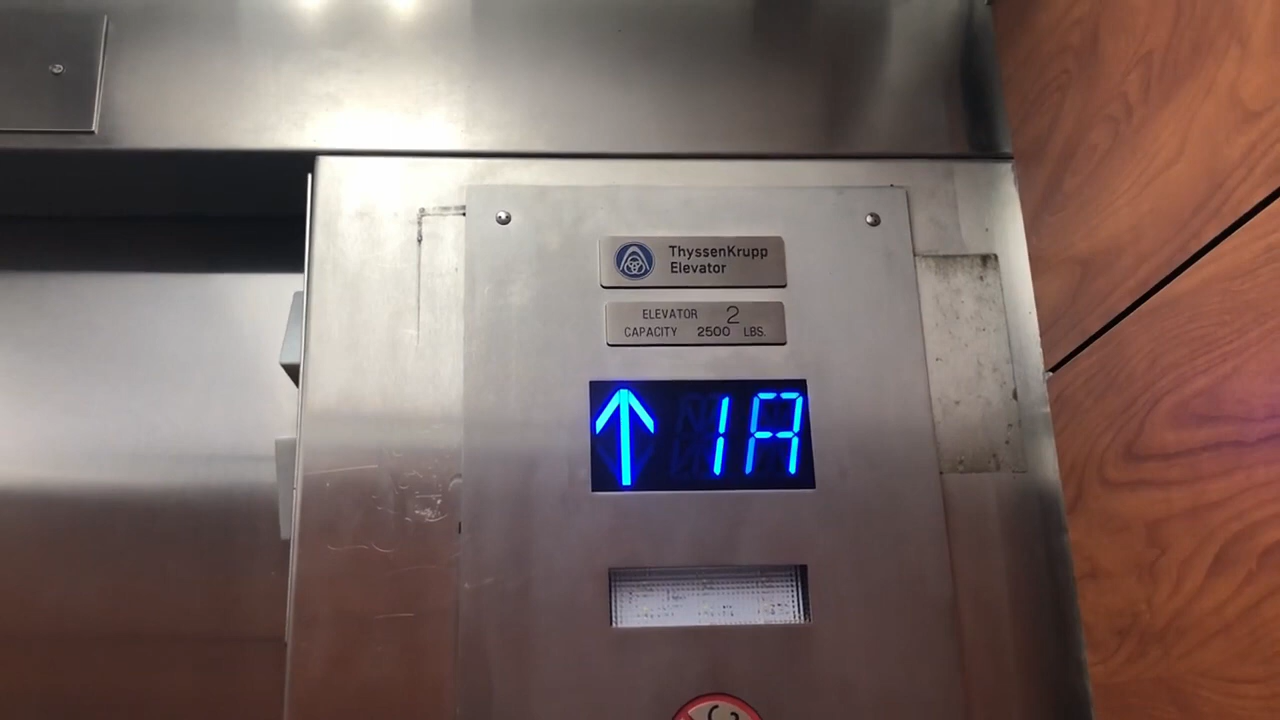 ThyssenKrupp
Elevator
ELEVATOR 2
CAPACITY 2500 LBS.
1A